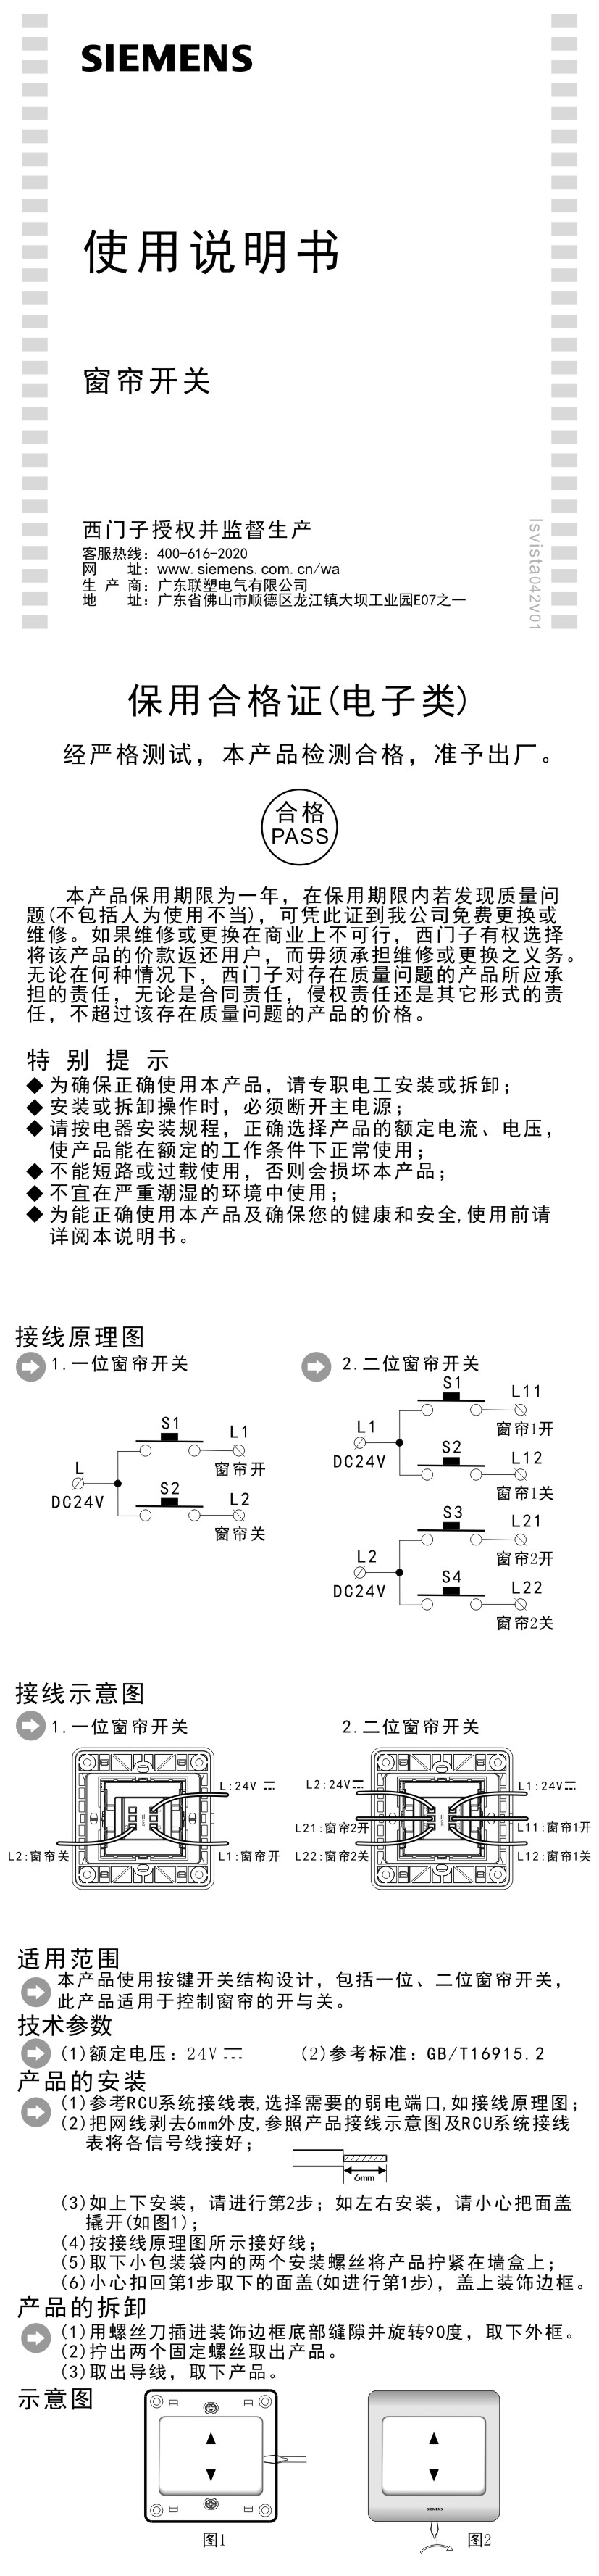 SIEMENS
使用说明书
窗帘开关
西门子授权并监督生产
客服热线：400-616-2020
网　　址：www.siemens.com.cn/wa
生 产 商：广东联塑电气有限公司
地　　址：广东省佛山市顺德区龙江镇大坝工业园E07之一
lsvista042v01
保用合格证(电子类)
经严格测试，本产品检测合格，准予出厂。
合格
PASS
本产品保用期限为一年，在保用期限内若发现质量问
题(不包括人为使用不当)，可凭此证到我公司免费更换或
维修。如果维修或更换在商业上不可行，西门子有权选择
将该产品的价款返还用户，而毋须承担维修或更换之义务。
无论在何种情况下，西门子对存在质量问题的产品所应承
担的责任，无论是合同责任，侵权责任还是其它形式的责
任，不超过该存在质量问题的产品的价格。
特 别 提 示
◆为确保正确使用本产品，请专职电工安装或拆卸；
◆安装或拆卸操作时，必须断开主电源；
◆请按电器安装规程，正确选择产品的额定电流、电压，
使产品能在额定的工作条件下正常使用；
◆不能短路或过载使用，否则会损坏本产品；
◆不宜在严重潮湿的环境中使用；
◆为能正确使用本产品及确保您的健康和安全,使用前请
详阅本说明书。
接线原理图
1.一位窗帘开关
S1
L1
窗帘开
L
DC24V
S2
L2
窗帘关
2.二位窗帘开关
S1
L11
窗帘1开
L1
DC24V
S2
L12
窗帘1关
S3
L21
窗帘2开
L2
DC24V
S4
L22
窗帘2关
接线示意图
1.一位窗帘开关
L:24V
L2:窗帘关
L1:窗帘开
2.二位窗帘开关
L2:24V
L1:24V
L21:窗帘2开
L11:窗帘1开
L22:窗帘2关
L12:窗帘1关
适用范围
本产品使用按键开关结构设计，包括一位、二位窗帘开关，
此产品适用于控制窗帘的开与关。
技术参数
(1)额定电压：24V
(2)参考标准：GB/T16915.2
产品的安装
(1)参考RCU系统接线表,选择需要的弱电端口,如接线原理图；
(2)把网线剥去6mm外皮,参照产品接线示意图及RCU系统接线
表将各信号线接好；
6mm
(3)如上下安装，请进行第2步；如左右安装，请小心把面盖
撬开(如图1)；
(4)按接线原理图所示接好线；
(5)取下小包装袋内的两个安装螺丝将产品拧紧在墙盒上；
(6)小心扣回第1步取下的面盖(如进行第1步)，盖上装饰边框。
产品的拆卸
(1)用螺丝刀插进装饰边框底部缝隙并旋转90度，取下外框。
(2)拧出两个固定螺丝取出产品。
(3)取出导线，取下产品。
示意图
图1
SIEMENS
图2